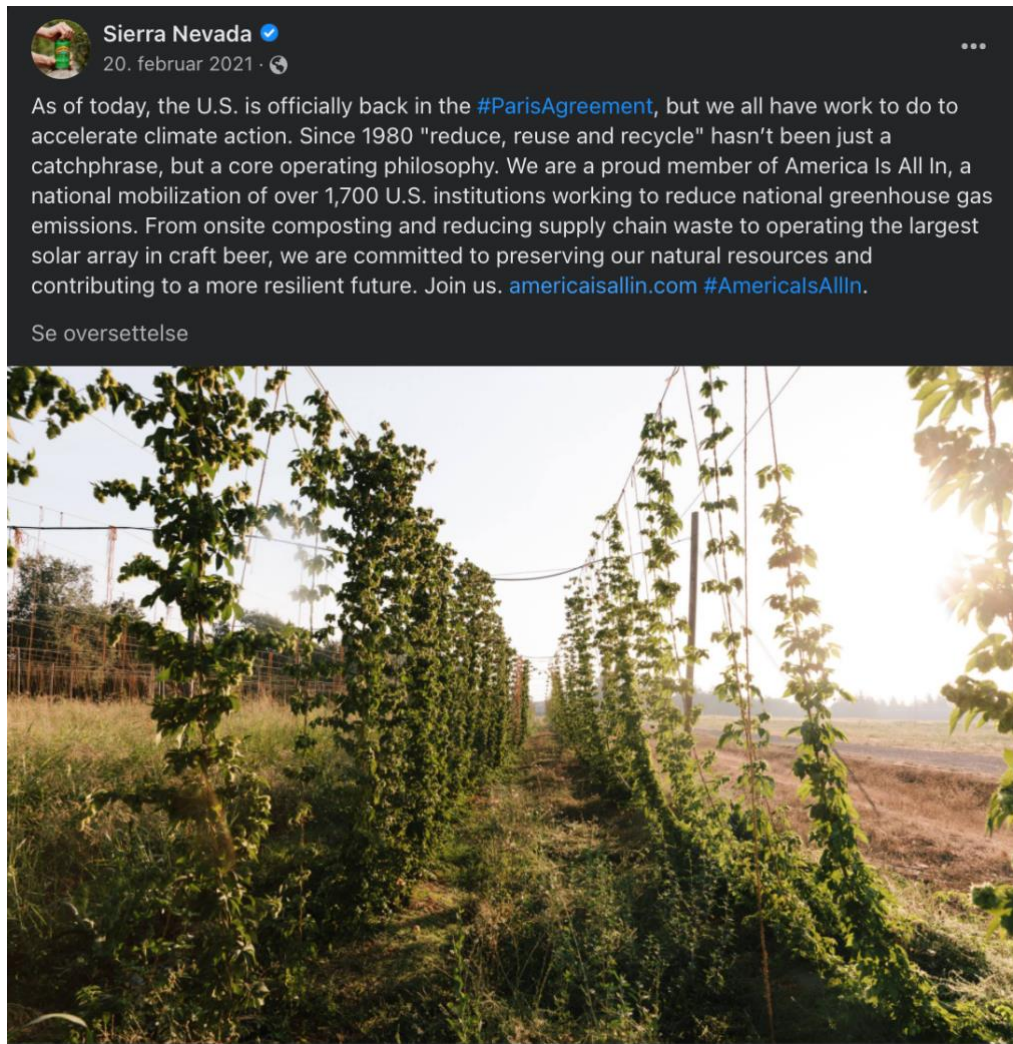 Sierra Nevada
20. februar 2021 ·
As of today, the U.S. is officially back in the #ParisAgreement, but we all have work to do to
accelerate climate action. Since 1980 "reduce, reuse and recycle" hasn’t been just a
catchphrase, but a core operating philosophy. We are a proud member of America Is All In, a
national mobilization of over 1,700 U.S. institutions working to reduce national greenhouse gas
emissions. From onsite composting and reducing supply chain waste to operating the largest
solar array in craft beer, we are committed to preserving our natural resources and
contributing to a more resilient future. Join us. americaisallin.com #AmericaIsAllIn.
Se oversettelse